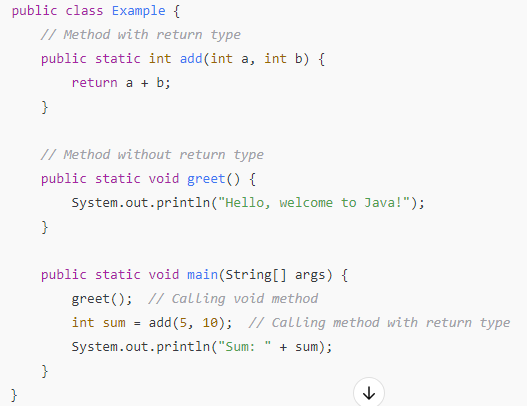 public class Example {
    // Method with return type
    public static int add(int a, int b) {
        return a + b;
    }

    // Method without return type
    public static void greet() {
        System.out.println("Hello, welcome to Java!");
    }

    public static void main(String[] args) {
        greet();  // Calling void method
        int sum = add(5, 10);  // Calling method with return type
        System.out.println("Sum: " + sum);
    }
}